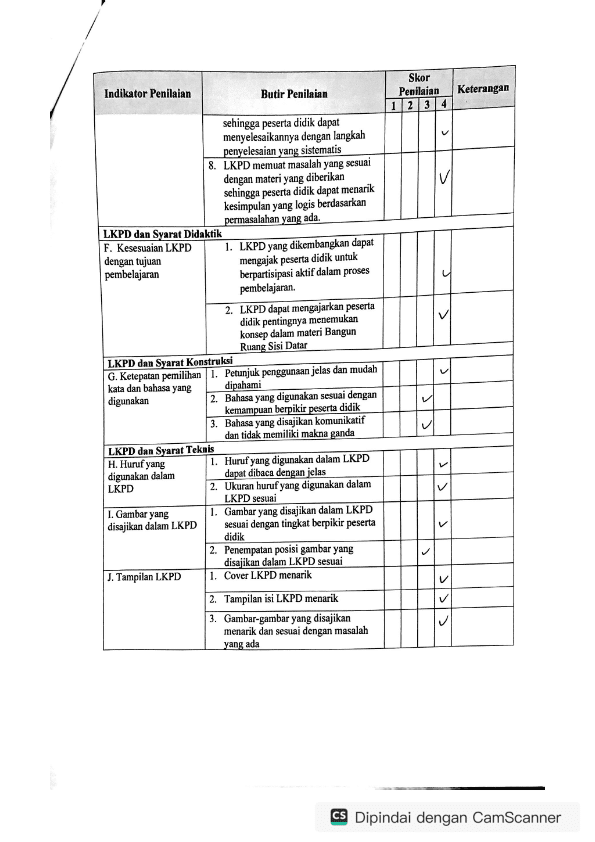 Indikator Penilaian
Butir Penilaian
Skor
Penilaian
Keterangan
1 2 3 4
sehingga peserta didik dapat
menyelesaikannya dengan langkah
penyelesaian yang sistematis
✓
8. LKPD memuat masalah yang sesuai
dengan materi yang diberikan
sehingga peserta didik dapat menarik
kesimpulan yang logis berdasarkan
permasalahan yang ada.
✓
LKPD dan Syarat Didaktik
F. Kesesuaian LKPD
dengan tujuan
pembelajaran
1. LKPD yang dikembangkan dapat
mengajak peserta didik untuk
berpartisipasi aktif dalam proses
pembelajaran.
✓
2. LKPD dapat mengajarkan peserta
didik pentingnya menemukan
konsep dalam materi Bangun
Ruang Sisi Datar
✓
LKPD dan Syarat Konstruksi
G. Ketepatan pemilihan
kata dan bahasa yang
digunakan
1. Petunjuk penggunaan jelas dan mudah
dipahami
✓
2. Bahasa yang digunakan sesuai dengan
kemampuan berpikir peserta didik
✓
3. Bahasa yang disajikan komunikatif
dan tidak memiliki makna ganda
✓
LKPD dan Syarat Teknis
H. Huruf yang
digunakan dalam
LKPD
1. Huruf yang digunakan dalam LKPD
dapat dibaca dengan jelas
✓
2. Ukuran huruf yang digunakan dalam
LKPD sesuai
✓
I. Gambar yang
disajikan dalam LKPD
1. Gambar yang disajikan dalam LKPD
sesuai dengan tingkat berpikir peserta
didik
✓
2. Penempatan posisi gambar yang
disajikan dalam LKPD sesuai
✓
J. Tampilan LKPD
1. Cover LKPD menarik
✓
2. Tampilan isi LKPD menarik
✓
3. Gambar-gambar yang disajikan
menarik dan sesuai dengan masalah
yang ada
✓
CS Dipindai dengan CamScanner